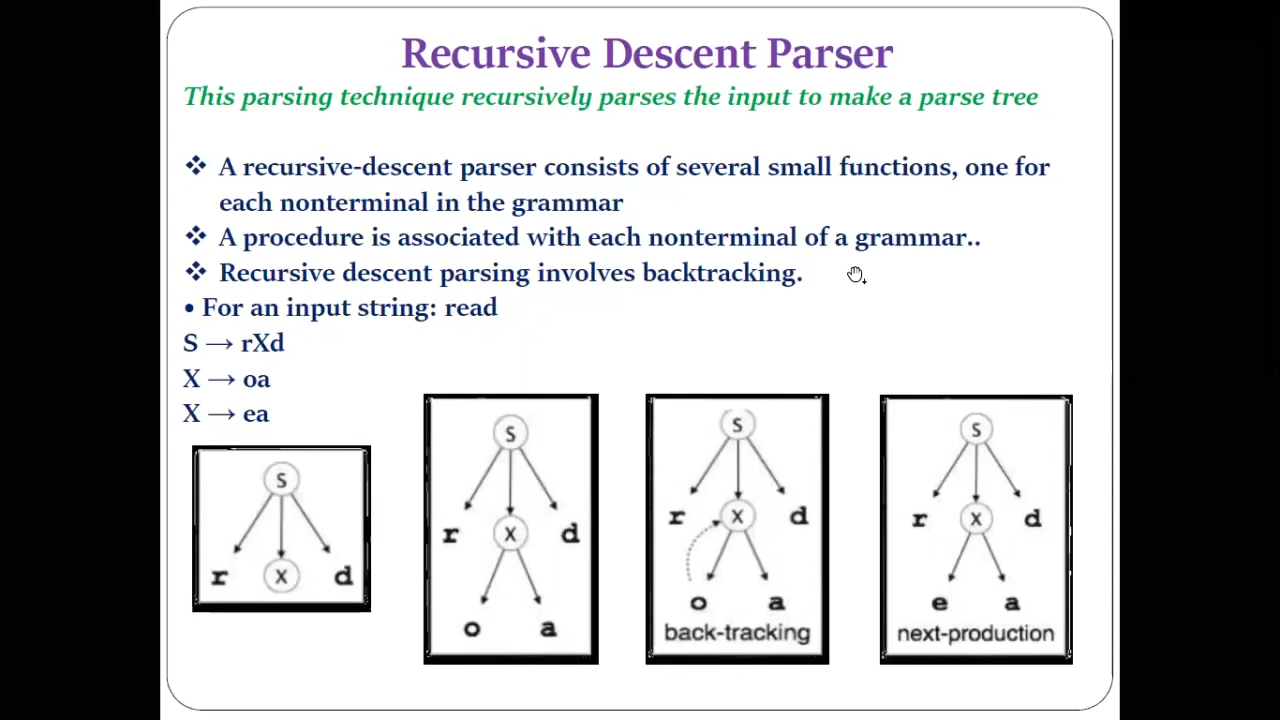 Recursive Descent Parser
This parsing technique recursively parses the input to make a parse tree
❖ A recursive-descent parser consists of several small functions, one for
each nonterminal in the grammar
❖ A procedure is associated with each nonterminal of a grammar..
❖ Recursive descent parsing involves backtracking.
• For an input string: read
S → rXd
X → oa
X → ea
S
r X d
S
r X d
o a
S
r X d
o a
back-tracking
S
r X d
e a
next-production